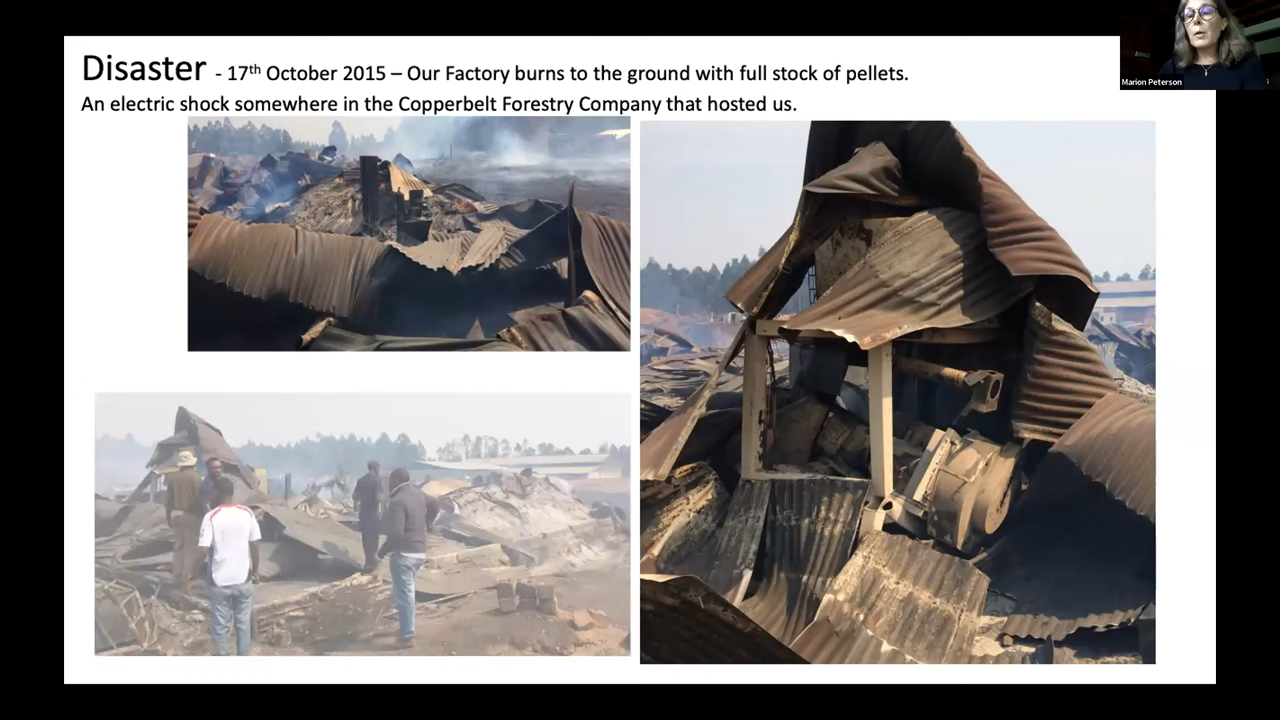 Disaster - 17th October 2015 – Our Factory burns to the ground with full stock of pellets.
An electric shock somewhere in the Copperbelt Forestry Company that hosted us.
Marion Peterson